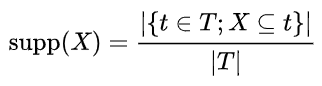 supp(X) = |{t ∈ T; X ⊆ t}| / |T|